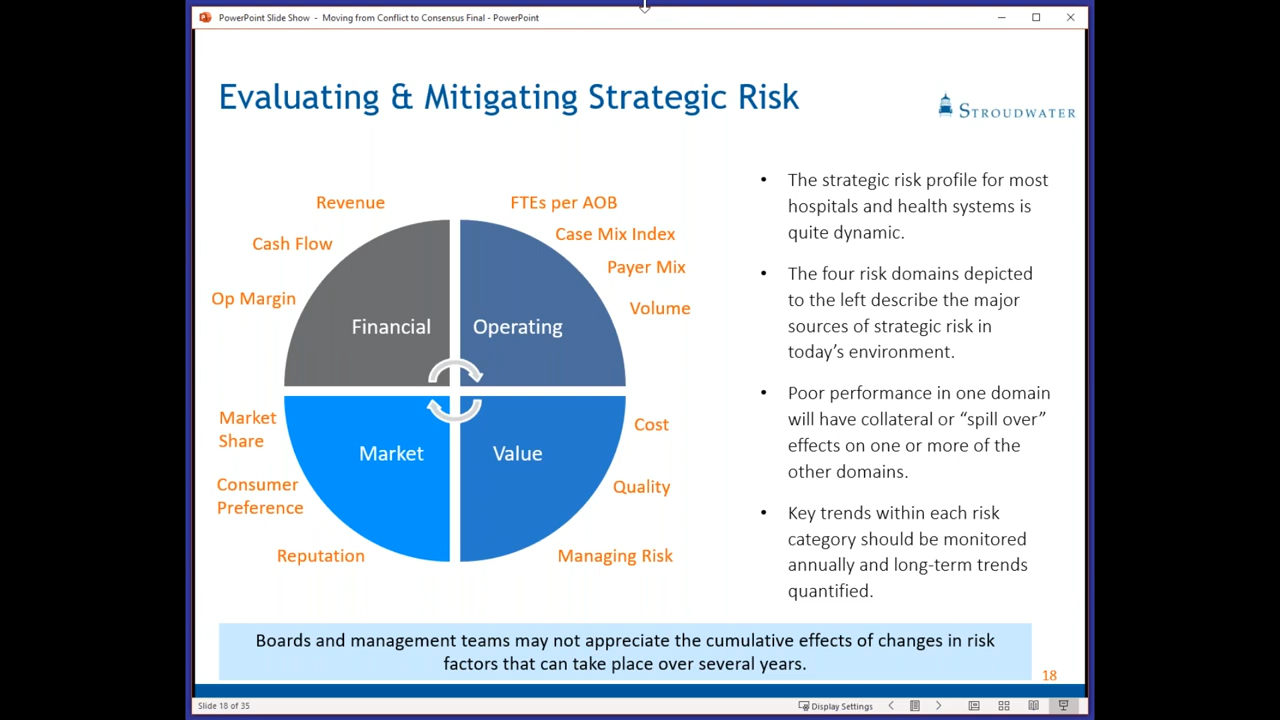 PowerPoint Slide Show - Moving from Conflict to Consensus Final - PowerPoint
Evaluating & Mitigating Strategic Risk
STROUDWATER
Revenue
Cash Flow
Op Margin
FTEs per AOB
Case Mix Index
Payer Mix
Volume
Financial
Operating
Market
Share
Consumer
Preference
Reputation
Market
Value
Cost
Quality
Managing Risk
• The strategic risk profile for most
hospitals and health systems is
quite dynamic.
• The four risk domains depicted
to the left describe the major
sources of strategic risk in
today’s environment.
• Poor performance in one domain
will have collateral or “spill over”
effects on one or more of the
other domains.
• Key trends within each risk
category should be monitored
annually and long-term trends
quantified.
Boards and management teams may not appreciate the cumulative effects of changes in risk
factors that can take place over several years.
18
Slide 18 of 35
Display Settings